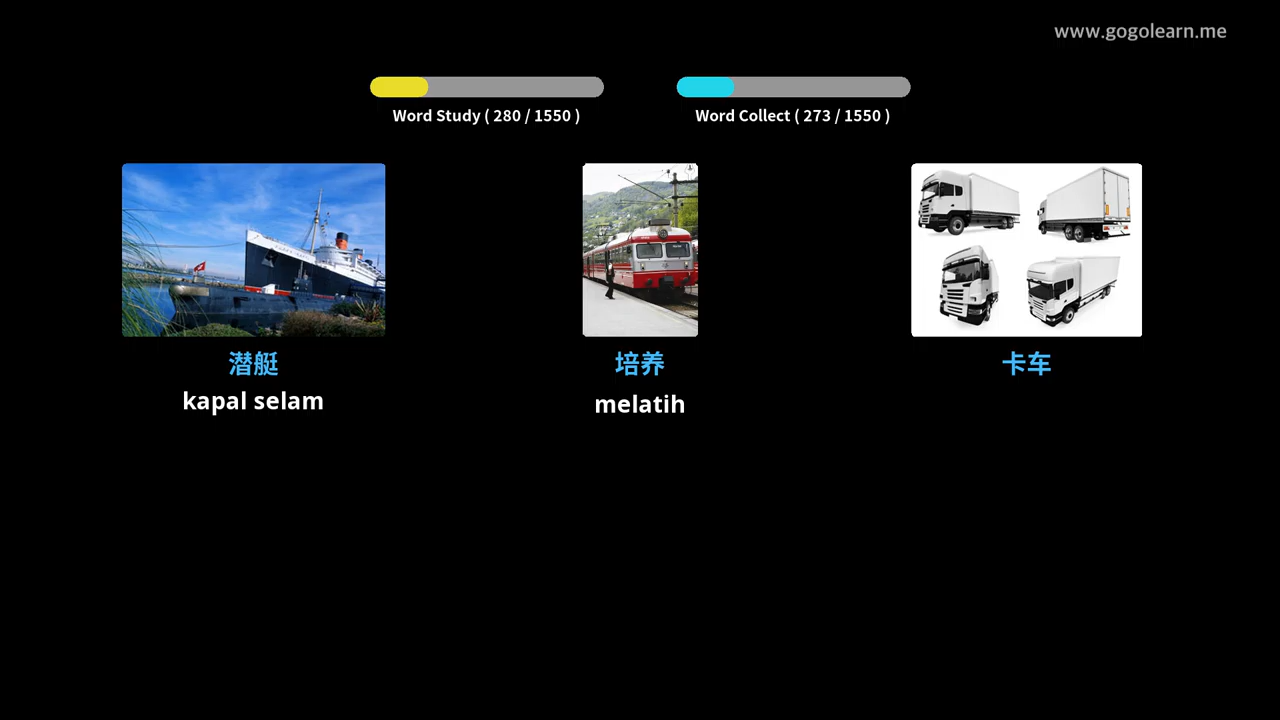 www.gogolearn.me
Word Study ( 280 / 1550 )
Word Collect ( 273 / 1550 )
潜艇
kapal selam
培养
melatih
卡车